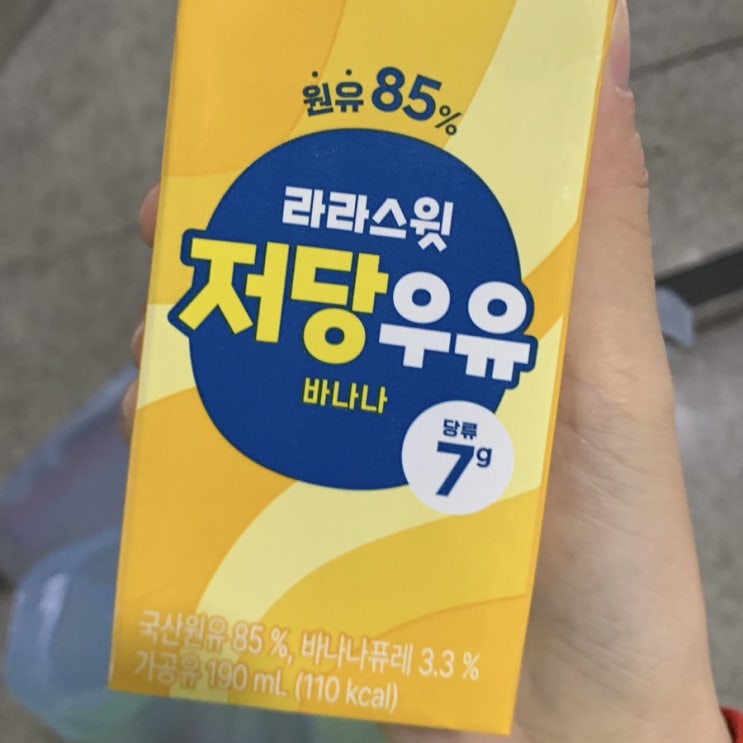 원유 85%
라라스윗
저당우유
바나나
당류
7g
국산원유 85 %, 바나나퓨레 3.3 %
가공유 190 mL (110 kcal)